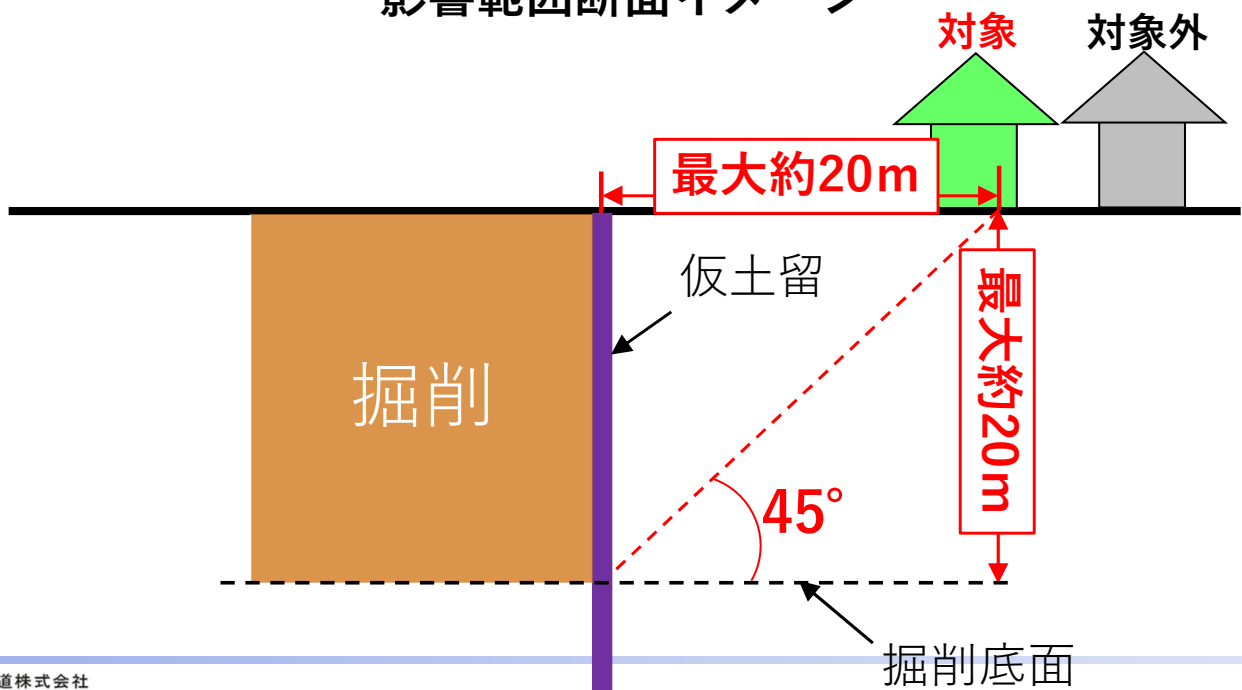 影響範囲断面イメージ
対象
対象外
最大約20m
仮土留
最大約20m
掘削
45°
掘削底面
道株式会社